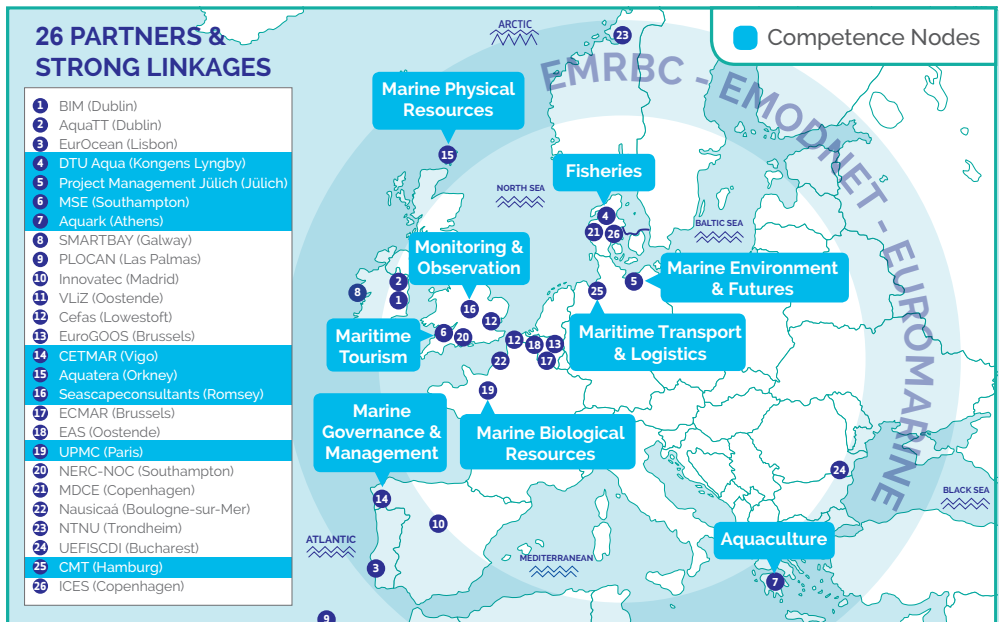 26 PARTNERS &
STRONG LINKAGES
1 BIM (Dublin)
2 AquaTT (Dublin)
3 EurOcean (Lisbon)
4 DTU Aqua (Kongens Lyngby)
5 Project Management Jülich (Jülich)
6 MSE (Southampton)
7 Aquark (Athens)
8 SMARTBAY (Galway)
9 PLOCAN (Las Palmas)
10 Innovatec (Madrid)
11 VLiZ (Oostende)
12 Cefas (Lowestoft)
13 EuroGOOS (Brussels)
14 CETMAR (Vigo)
15 Aquatera (Orkney)
16 Seascapeconsultants (Romsey)
17 ECMAR (Brussels)
18 EAS (Oostende)
19 UPMC (Paris)
20 NERC-NOC (Southampton)
21 MDCE (Copenhagen)
22 Nausicaá (Boulogne-sur-Mer)
23 NTNU (Trondheim)
24 UEFISCDI (Bucharest)
25 CMT (Hamburg)
26 ICES (Copenhagen)
Competence Nodes
EMRBC - EMODNET - EUROMARINE
ARCTIC
23
Marine Physical
Resources
15
NORTH SEA
Fisheries
4
21
26
BALTIC SEA
Monitoring &
Observation
2
8
1
16
12
Marine Environment
& Futures
5
25
Maritime
Tourism
6
20
12
18
13
17
22
Maritime Transport
& Logistics
19
Marine Biological
Resources
Marine
Governance &
Management
14
10
3
9
ATLANTIC
MEDITERRANEAN
24
BLACK SEA
Aquaculture
7